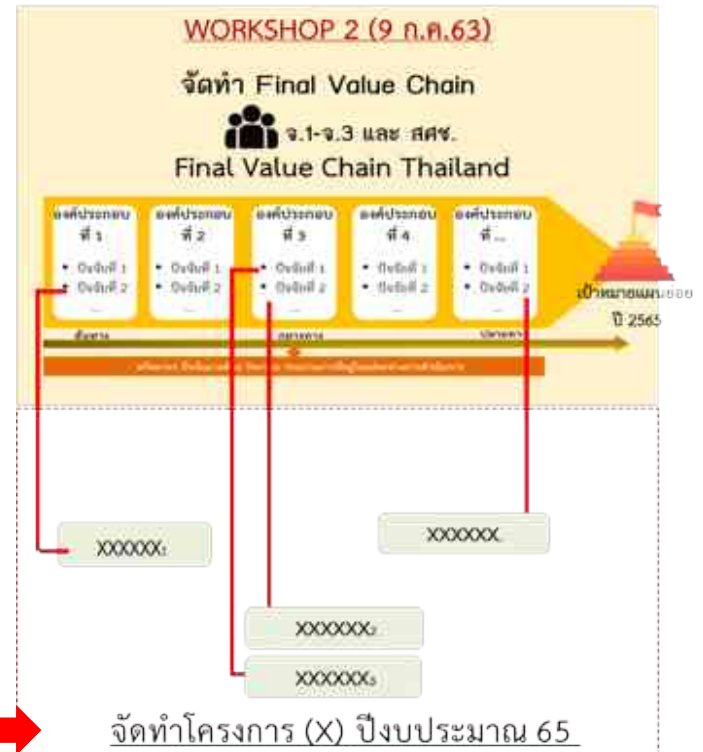 WORKSHOP 2 (9 ก.ค.63)
จัดทำ Final Value Chain
จ.1-จ.3 และ สศช.
Final Value Chain Thailand
องค์ประกอบ ที่ 1
องค์ประกอบ ที่ 2
องค์ประกอบ ที่ 3
องค์ประกอบ ที่ 4
องค์ประกอบ ที่ ...
• ปัจจัยที่ 1
• ปัจจัยที่ 2
...
• ปัจจัยที่ 1
• ปัจจัยที่ 2
...
• ปัจจัยที่ 1
• ปัจจัยที่ 2
...
• ปัจจัยที่ 1
• ปัจจัยที่ 2
...
• ปัจจัยที่ 1
• ปัจจัยที่ 2
...
เป้าหมายแผนย่อย
ปี 2565
ต้นทาง
กลางทาง
ปลายทาง
XXXXXX1
XXXXXX
XXXXXX2
XXXXXX3
จัดทำโครงการ (X) ปีงบประมาณ 65